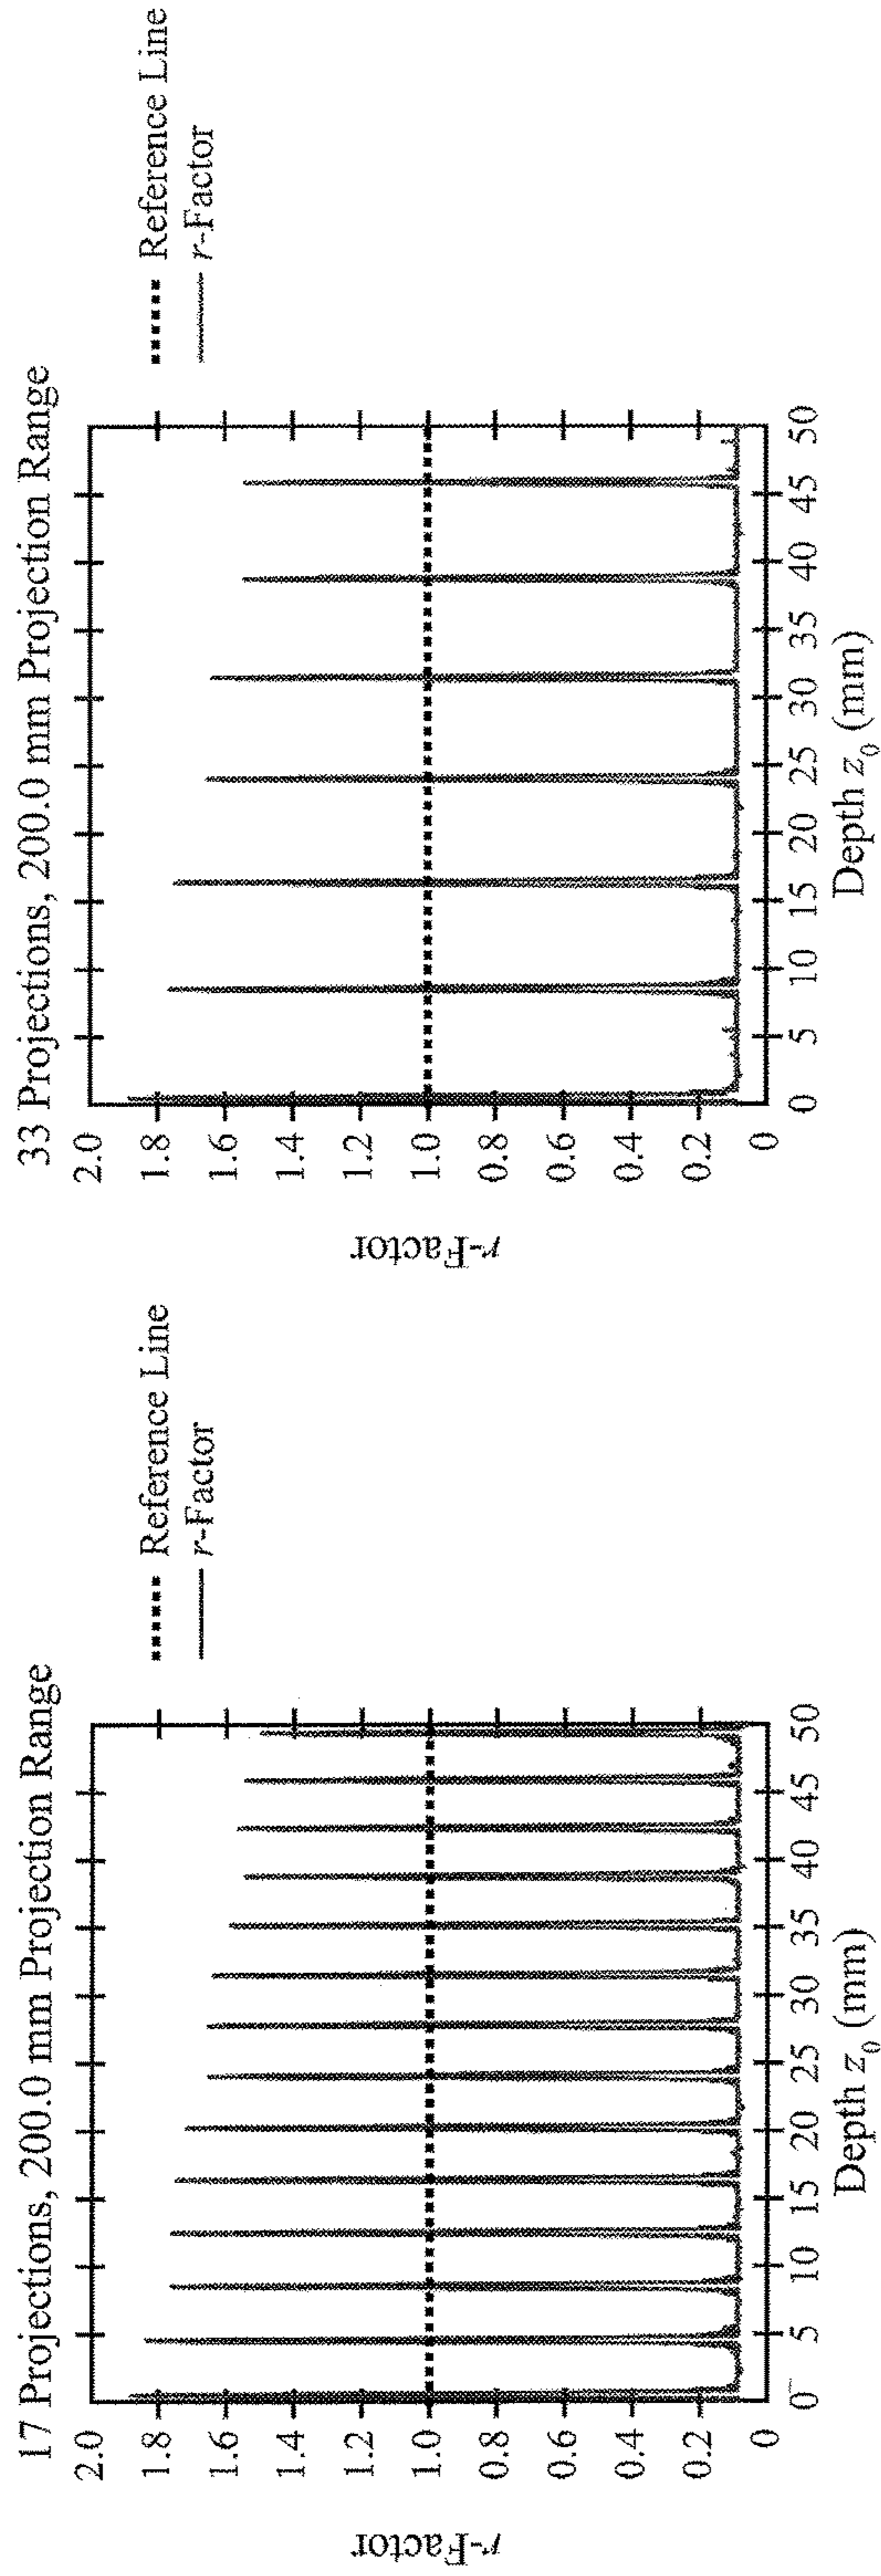 17 Projections, 200.0 mm Projection Range
Reference Line
r-Factor
r-Factor
2.0
1.8
1.6
1.4
1.2
1.0
0.8
0.6
0.4
0.2
0
0 5 10 15 20 25 30 35 40 45 50
Depth z0 (mm)
33 Projections, 200.0 mm Projection Range
Reference Line
r-Factor
r-Factor
2.0
1.8
1.6
1.4
1.2
1.0
0.8
0.6
0.4
0.2
0
0 5 10 15 20 25 30 35 40 45 50
Depth z0 (mm)